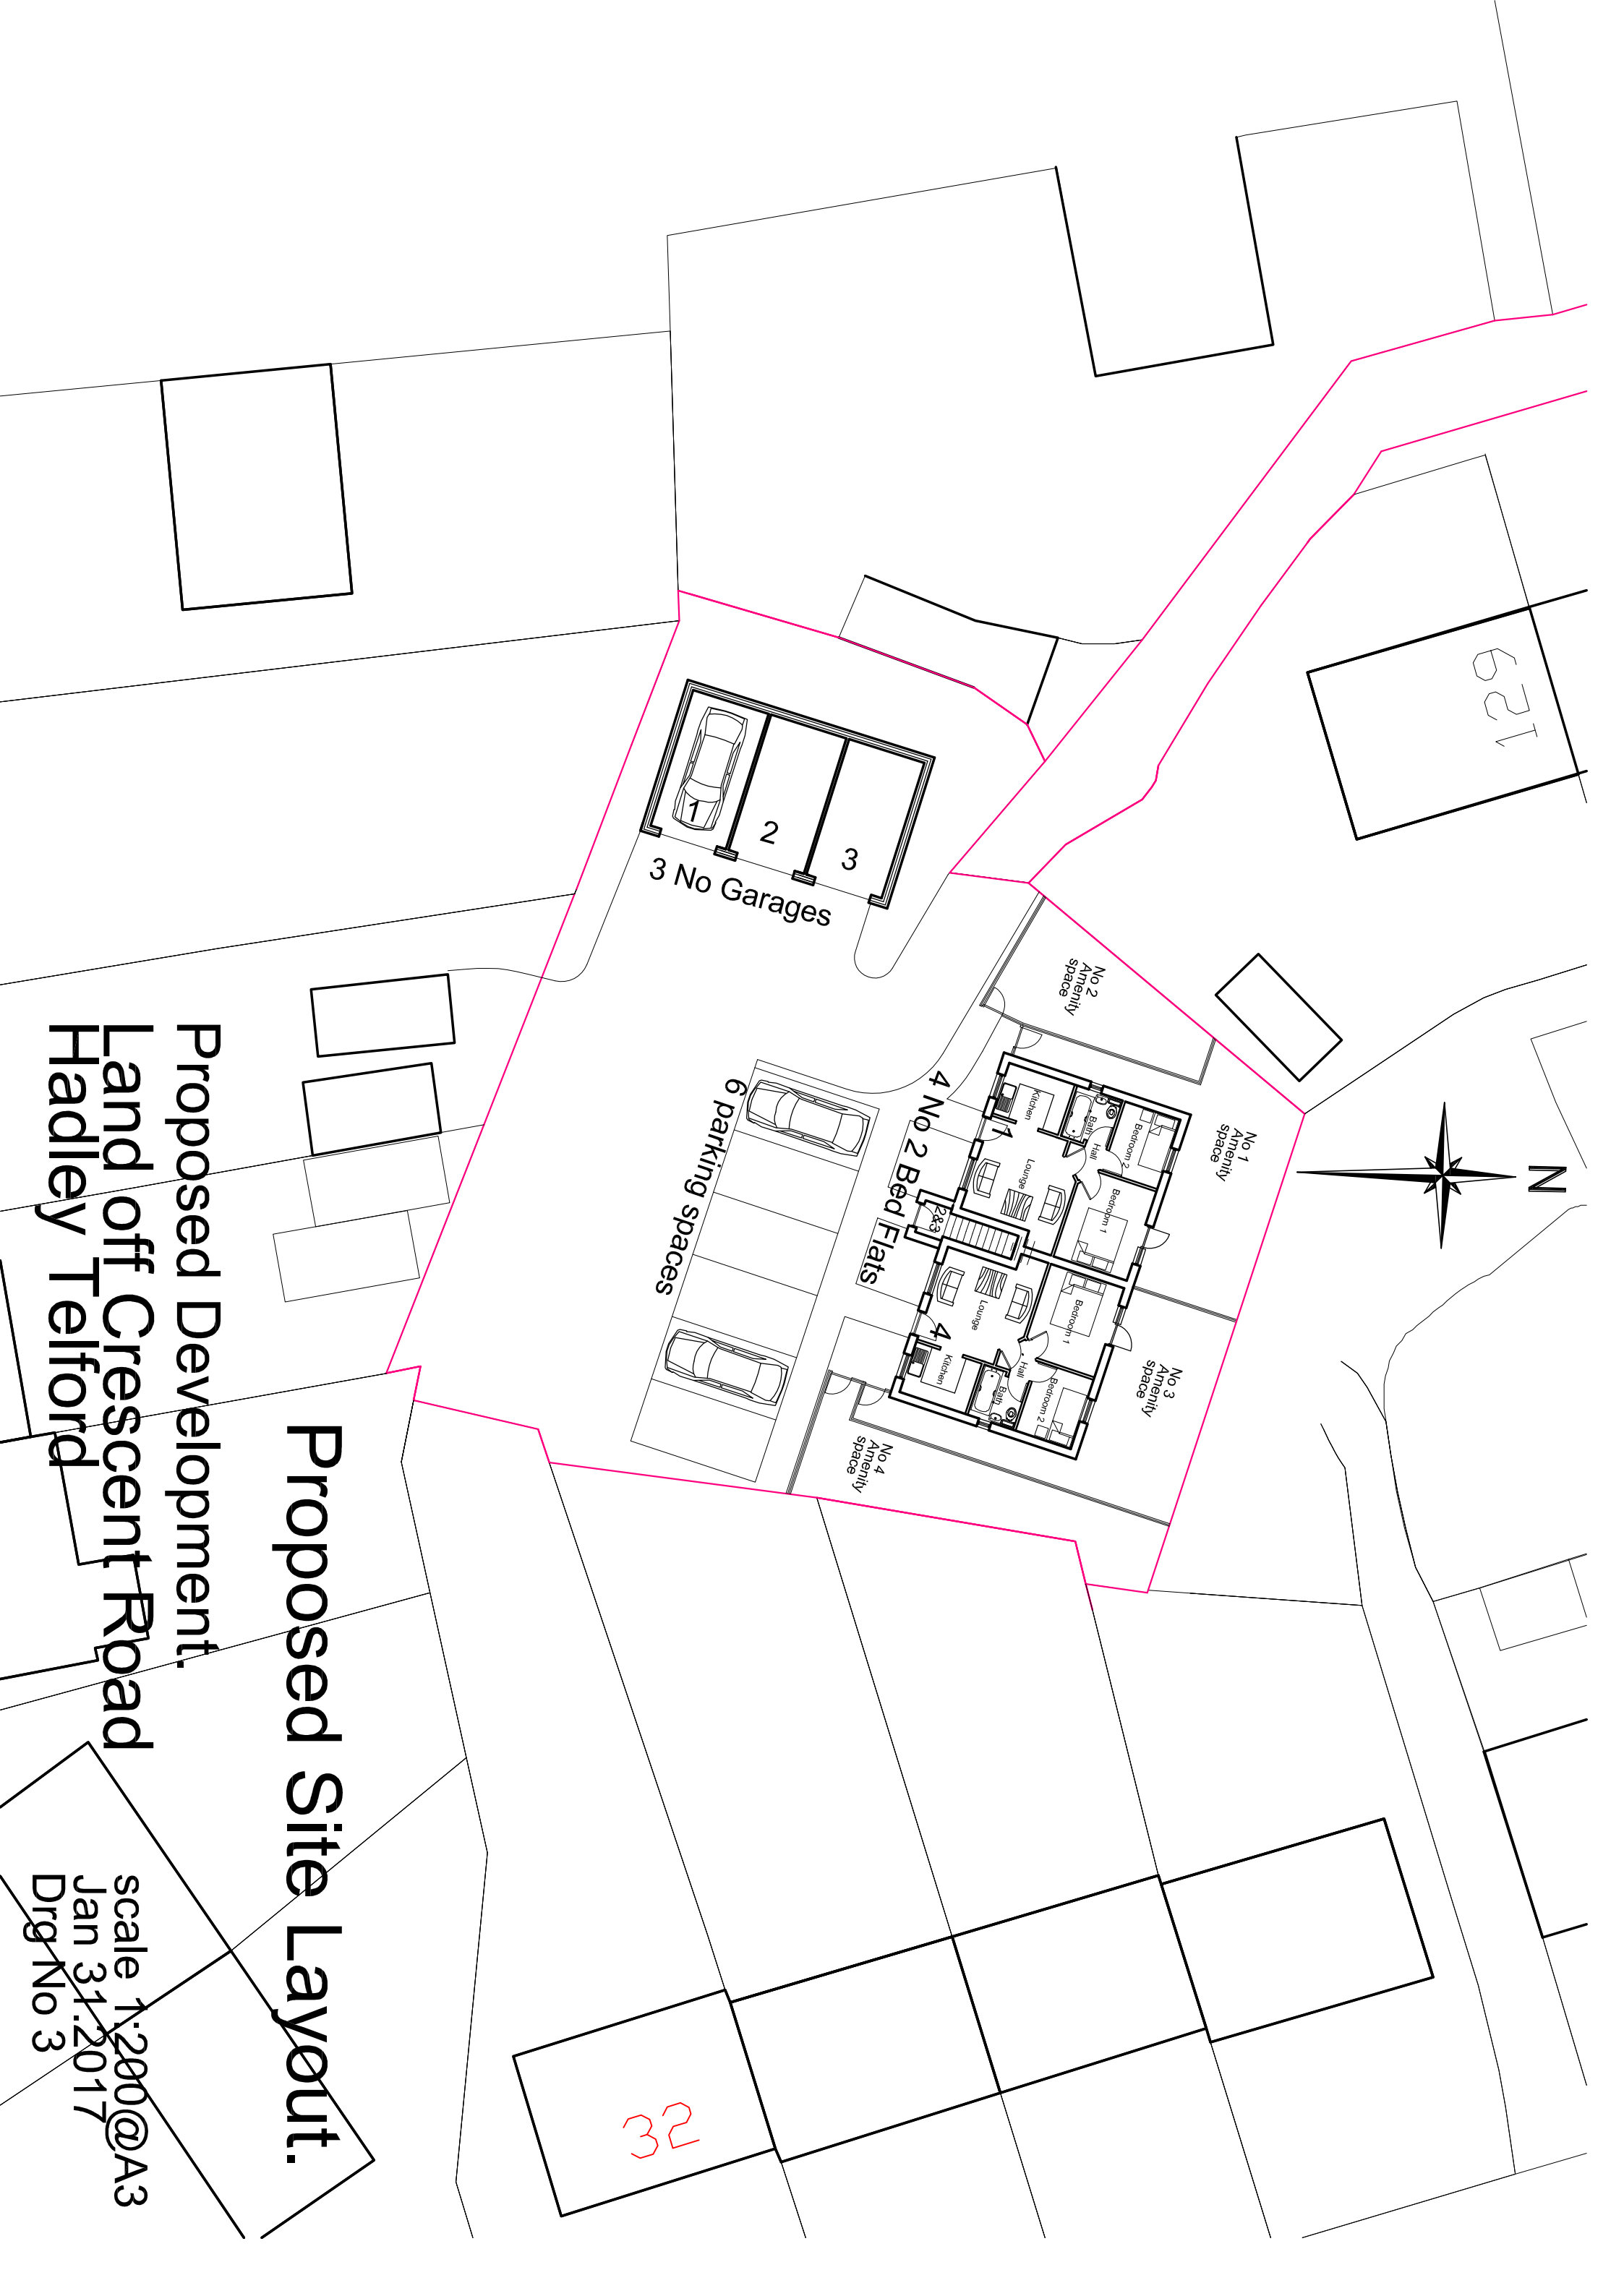 N
129
No 2
Amenity
space
No 1
Amenity
space
No 3
Amenity
space
No 4
Amenity
space
Kitchen
Bath
Bedroom 2
Hall
1
Lounge
Bedroom 1
2&3
Lounge
Bedroom 1
4
Kitchen
Hall
Bath
Bedroom 2
4 No 2 Bed Flats
1
2
3
3 No Garages
6 parking spaces
32
Proposed Site Layout.
Proposed Development.
Land off Crescent Road
Hadley Telford
scale 1:200@A3
Jan 31.2017
Drg No 3